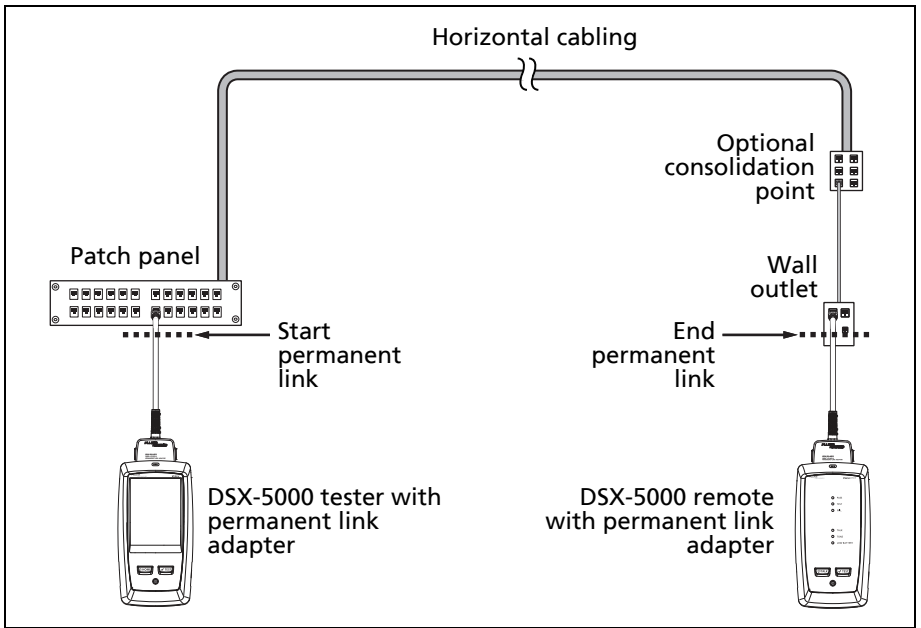 Horizontal cabling
Optional
consolidation
point
Patch panel
Wall
outlet
Start
permanent
link
End
permanent
link
DSX-5000 tester with
permanent link
adapter
DSX-5000 remote
with permanent link
adapter